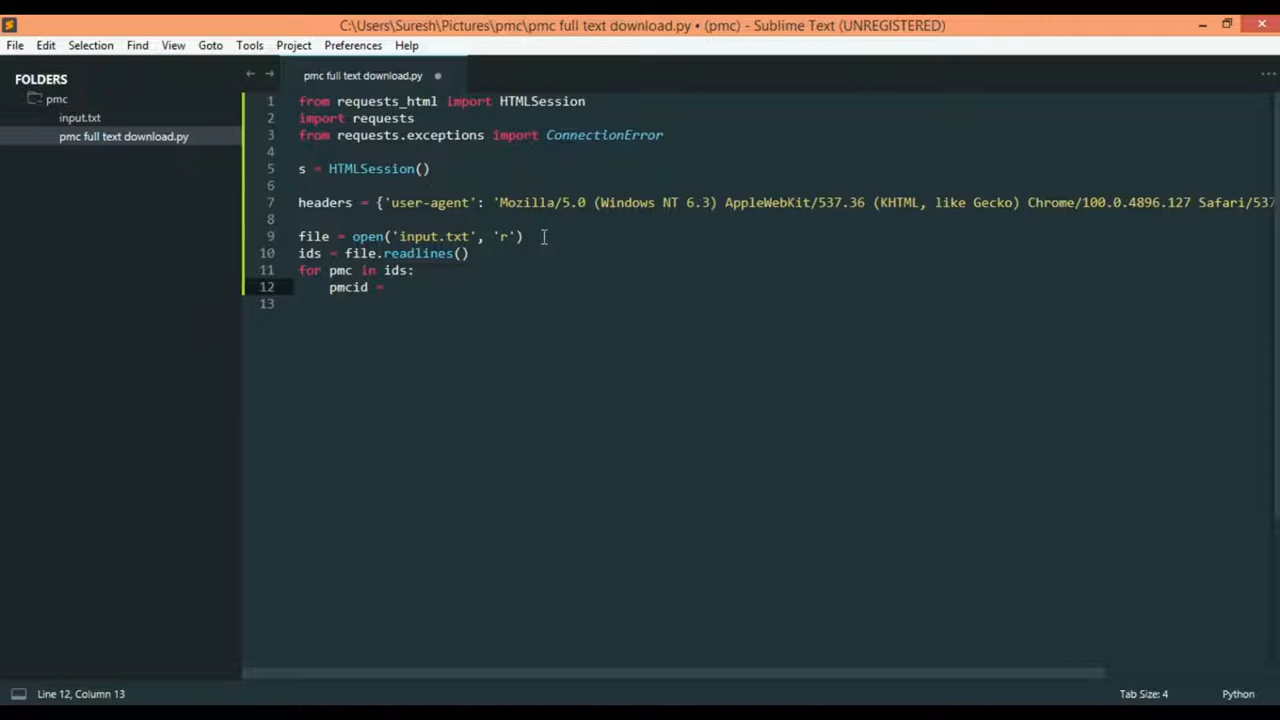 C:\Users\Suresh\Pictures\pmc\pmc full text download.py • (pmc) - Sublime Text (UNREGISTERED)
File Edit Selection Find View Goto Tools Project Preferences Help
FOLDERS
pmc
input.txt
pmc full text download.py
pmc full text download.py
1 from requests_html import HTMLSession
2 import requests
3 from requests.exceptions import ConnectionError
4
5 s = HTMLSession()
6
7 headers = {'user-agent': 'Mozilla/5.0 (Windows NT 6.3) AppleWebKit/537.36 (KHTML, like Gecko) Chrome/100.0.4896.127 Safari/537
8
9 file = open('input.txt', 'r')
10 ids = file.readlines()
11 for pmc in ids:
12 pmcid =
13
Line 12, Column 13
Tab Size: 4
Python